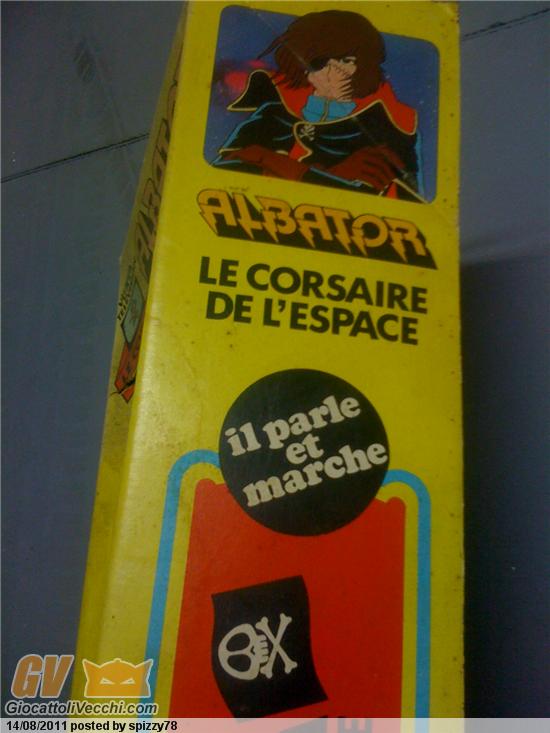 ALBATOR
LE CORSAIRE
DE L'ESPACE
il parle
et
marche
GV
GiocattoliVecchi.com
14/08/2011 posted by spizzy78